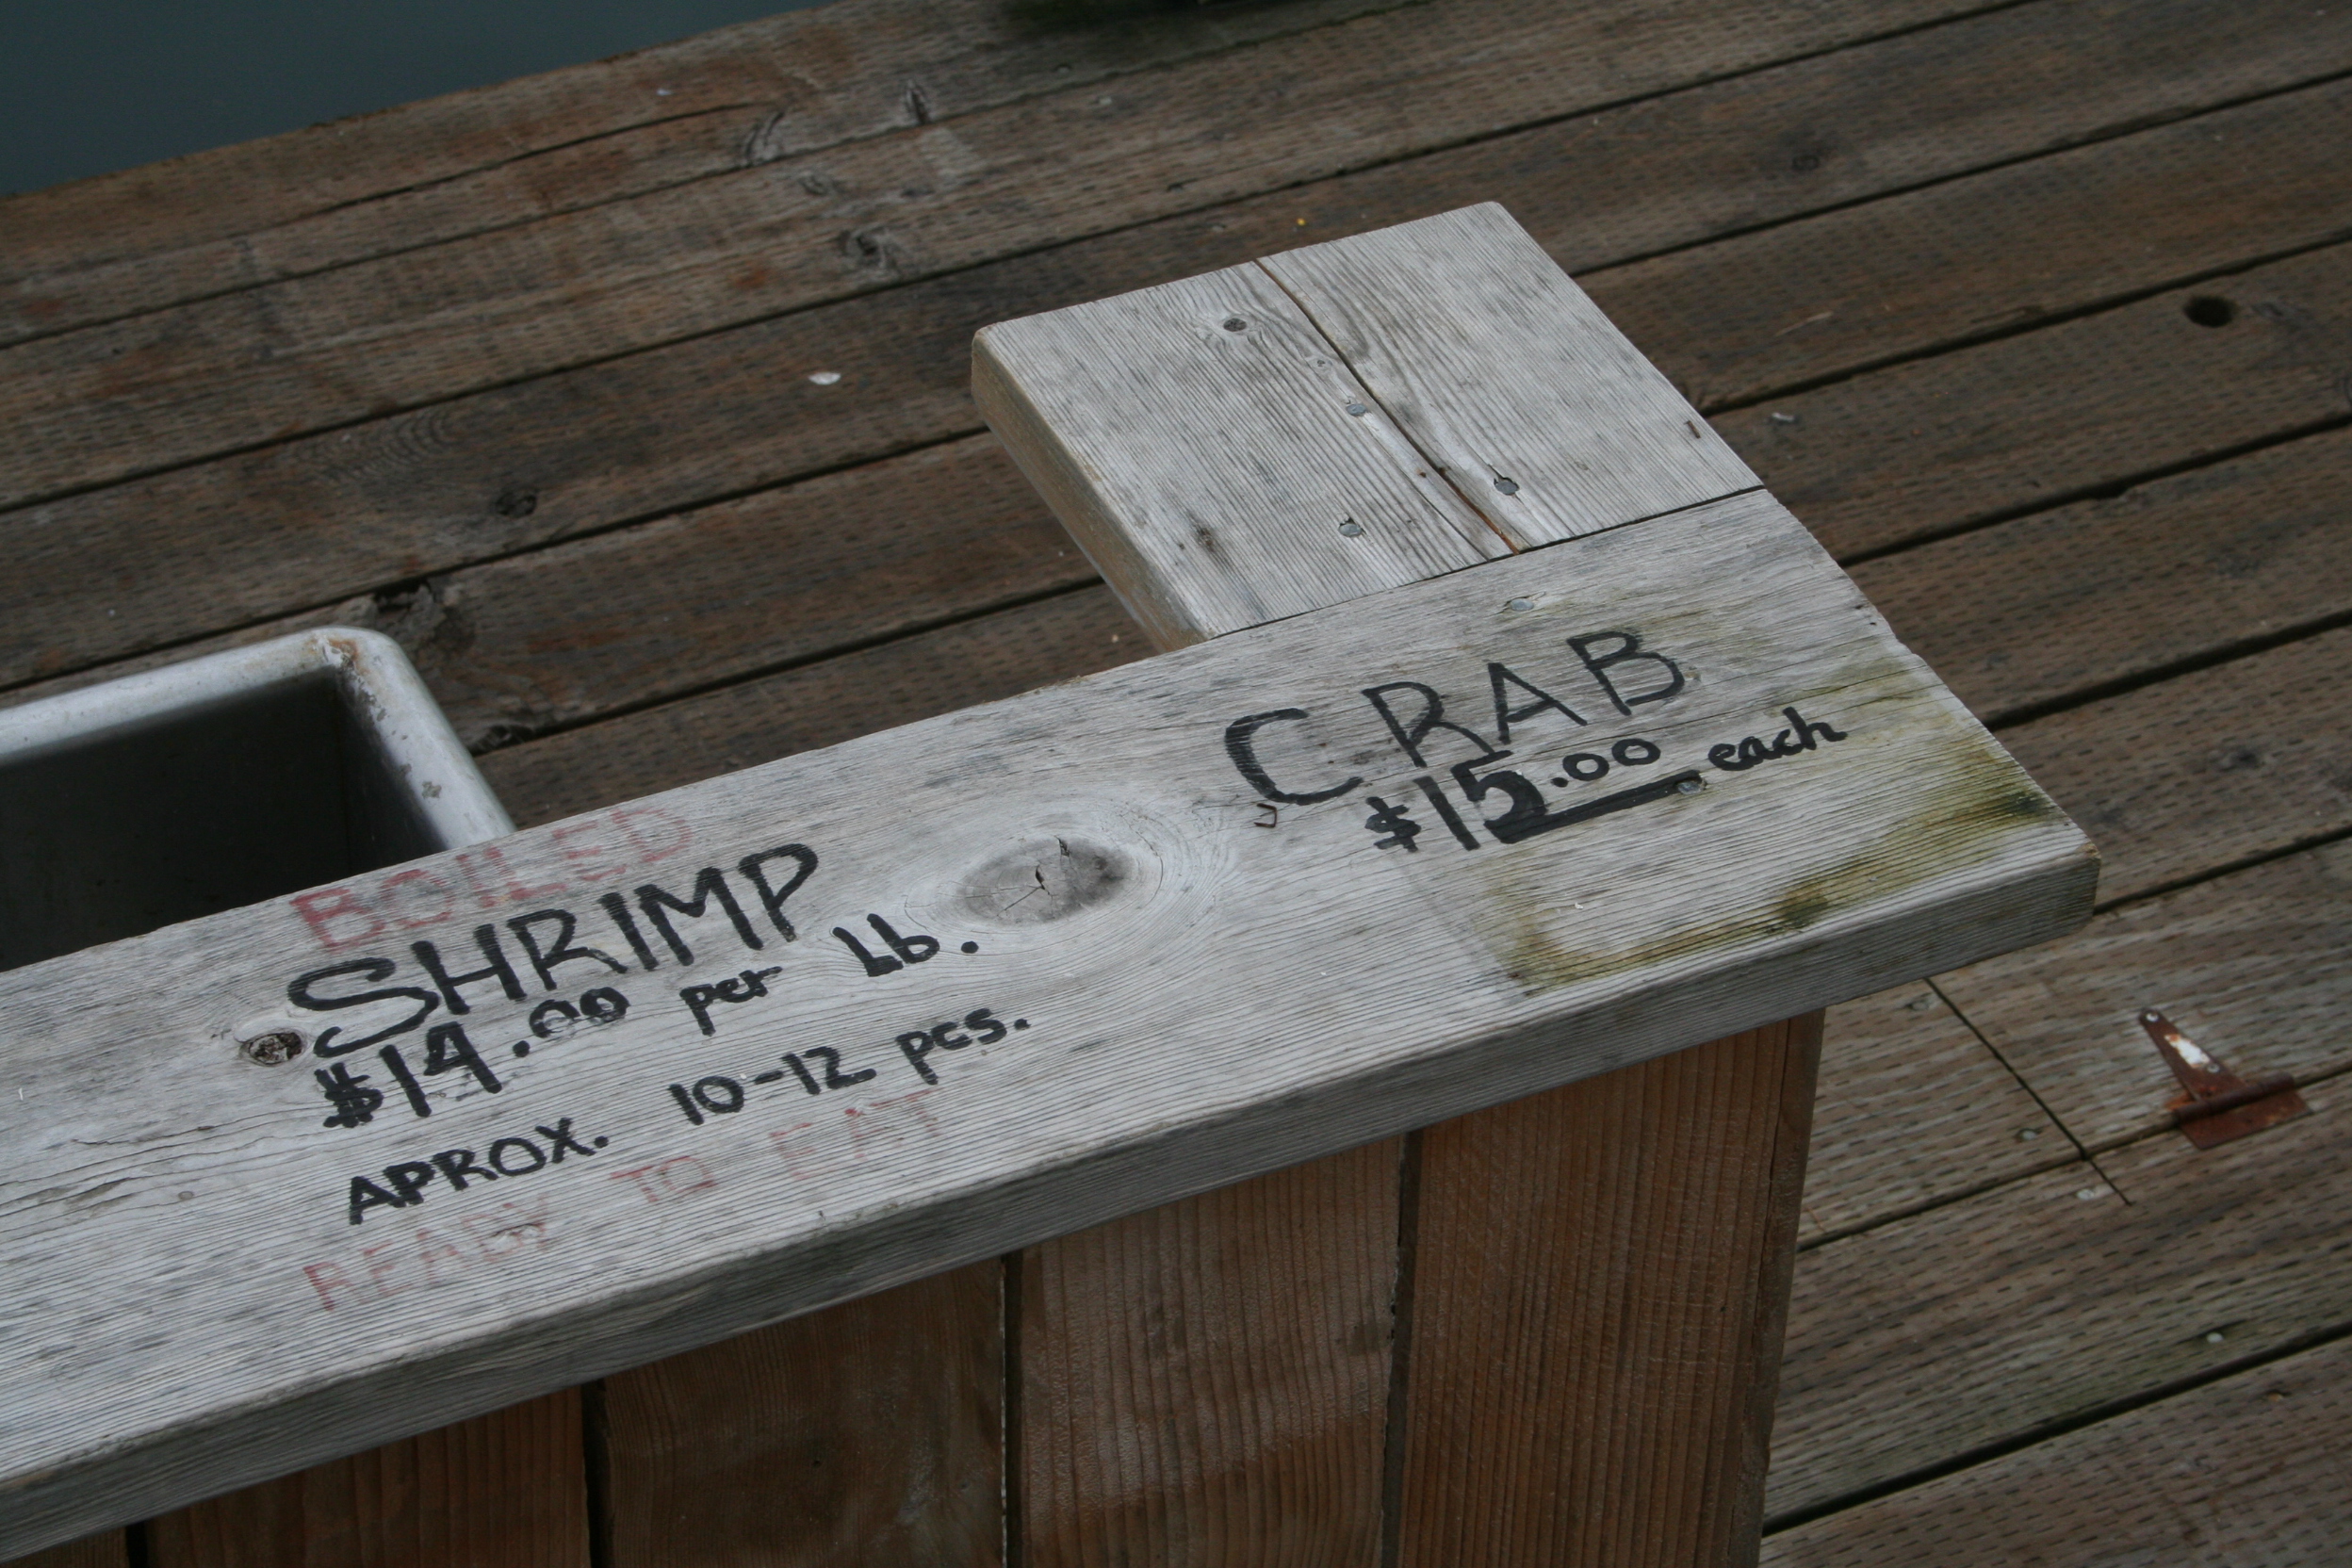 BOILED
SHRIMP
$14.00 per Lb.
APROX. 10-12 pcs.
READY TO EAT
CRAB
$15.00 each